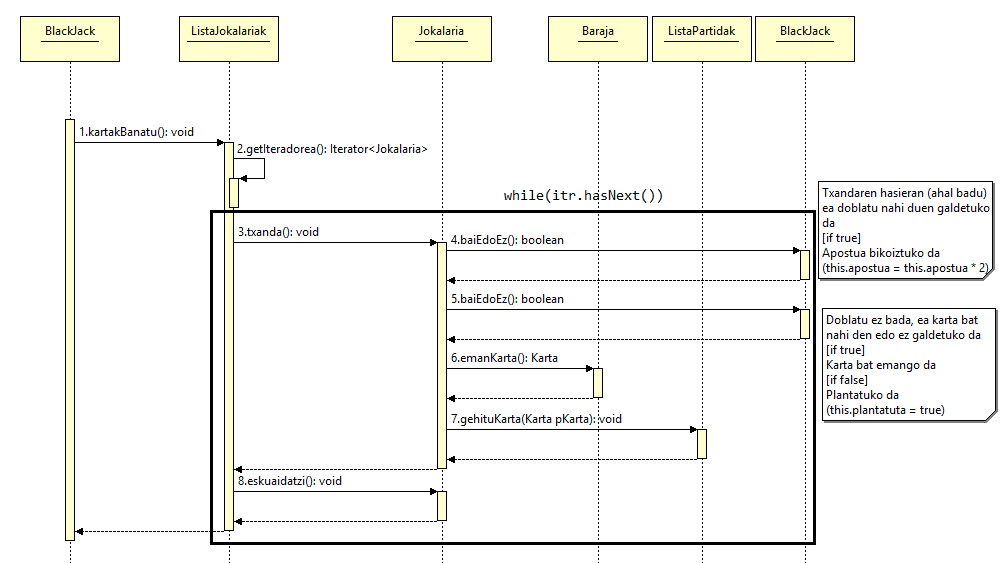 BlackJack
ListaJokalariak
Jokalaria
Baraja
ListaPartidak
BlackJack
1.kartakBanatu(): void
2.getIteradorea(): Iterator<Jokalaria>
while(itr.hasNext())
Txandaren hasieran (ahal badu)
ea doblatu nahi duen galdetuko
da
[if true]
Apostua bikoiztuko da
(this.apostua = this.apostua * 2)
3.txanda(): void
4.baiEdoEz(): boolean
5.baiEdoEz(): boolean
Doblatu ez bada, ea karta bat
nahi den edo ez galdetuko da
[if true]
Karta bat emango da
[if false]
Plantatuko da
(this.plantatuta = true)
6.emanKarta(): Karta
7.gehituKarta(Karta pKarta): void
8.eskuaidatzi(): void